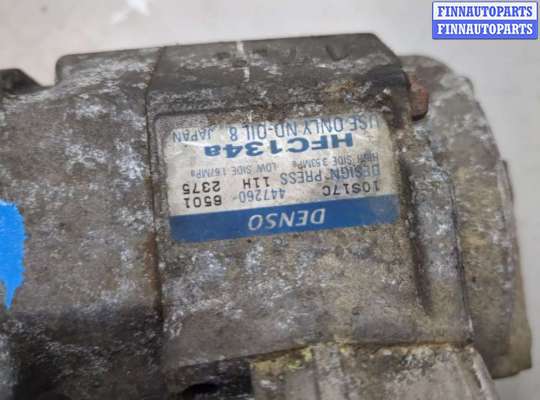 FINNAUTOPARTS
FINNAUTOPARTS
DENSO
10S17C
447260-
6501
DESIGN PRESS 11H 2375
HIGH SIDE 3.53MPa LOW SIDE 1.67MPa
HFC134a
USE ONLY ND-OIL 8 JAPAN